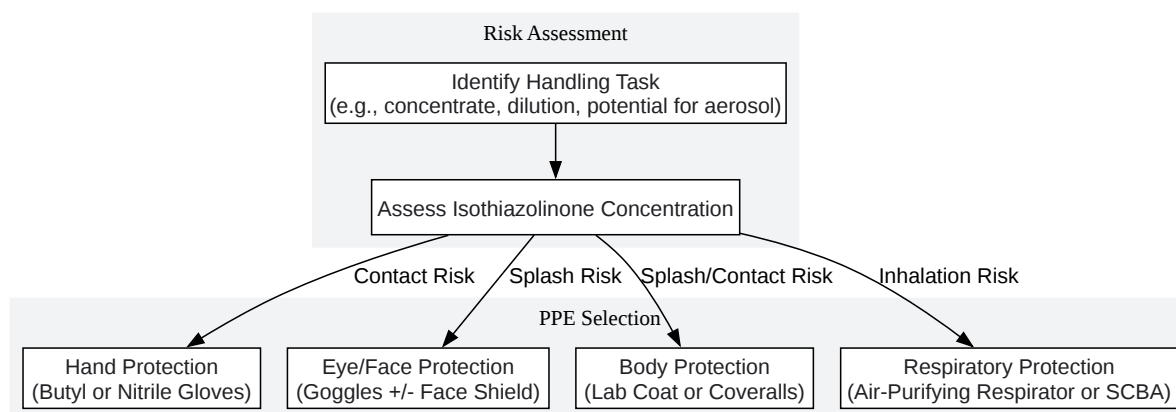 Risk Assessment
Identify Handling Task
(e.g., concentrate, dilution, potential for aerosol)
Assess Isothiazolinone Concentration
Contact Risk
Splash Risk
Splash/Contact Risk
Inhalation Risk
PPE Selection
Hand Protection
(Butyl or Nitrile Gloves)
Eye/Face Protection
(Goggles +/- Face Shield)
Body Protection
(Lab Coat or Coveralls)
Respiratory Protection
(Air-Purifying Respirator or SCBA)